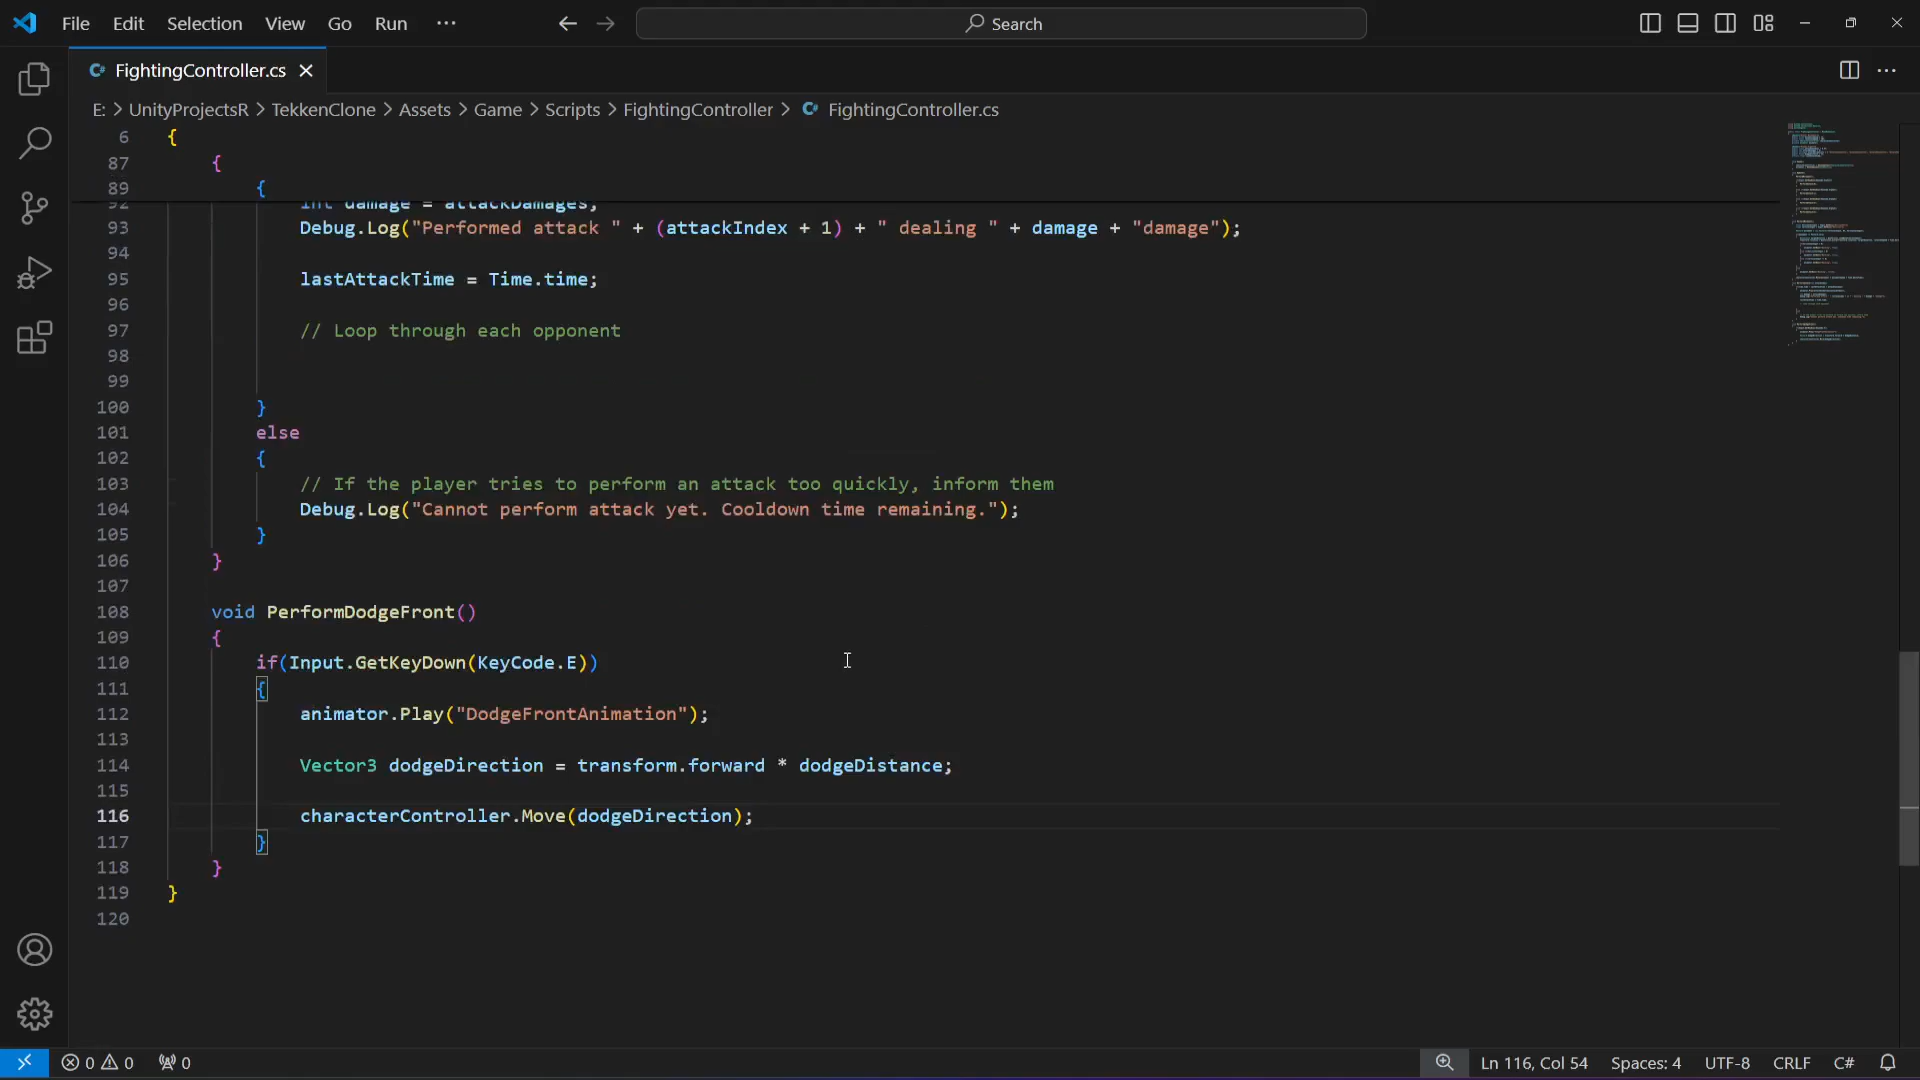 File Edit Selection View Go Run ··· Search
FightingController.cs
E: > UnityProjectsR > TekkenClone > Assets > Game > Scripts > FightingController > FightingController.cs
6 {
87 {
89 {
92 int damage = attackDamages;
93 Debug.Log("Performed attack " + (attackIndex + 1) + " dealing " + damage + "damage");
94
95 lastAttackTime = Time.time;
96
97 // Loop through each opponent
98
99
100 }
101 else
102 {
103 // If the player tries to perform an attack too quickly, inform them
104 Debug.Log("Cannot perform attack yet. Cooldown time remaining.");
105 }
106 }
107
108 void PerformDodgeFront()
109 {
110 if(Input.GetKeyDown(KeyCode.E))
111 {
112 animator.Play("DodgeFrontAnimation");
113
114 Vector3 dodgeDirection = transform.forward * dodgeDistance;
115
116 characterController.Move(dodgeDirection);
117 }
118 }
119 }
120
0 0 0 Ln 116, Col 54 Spaces: 4 UTF-8 CRLF C#